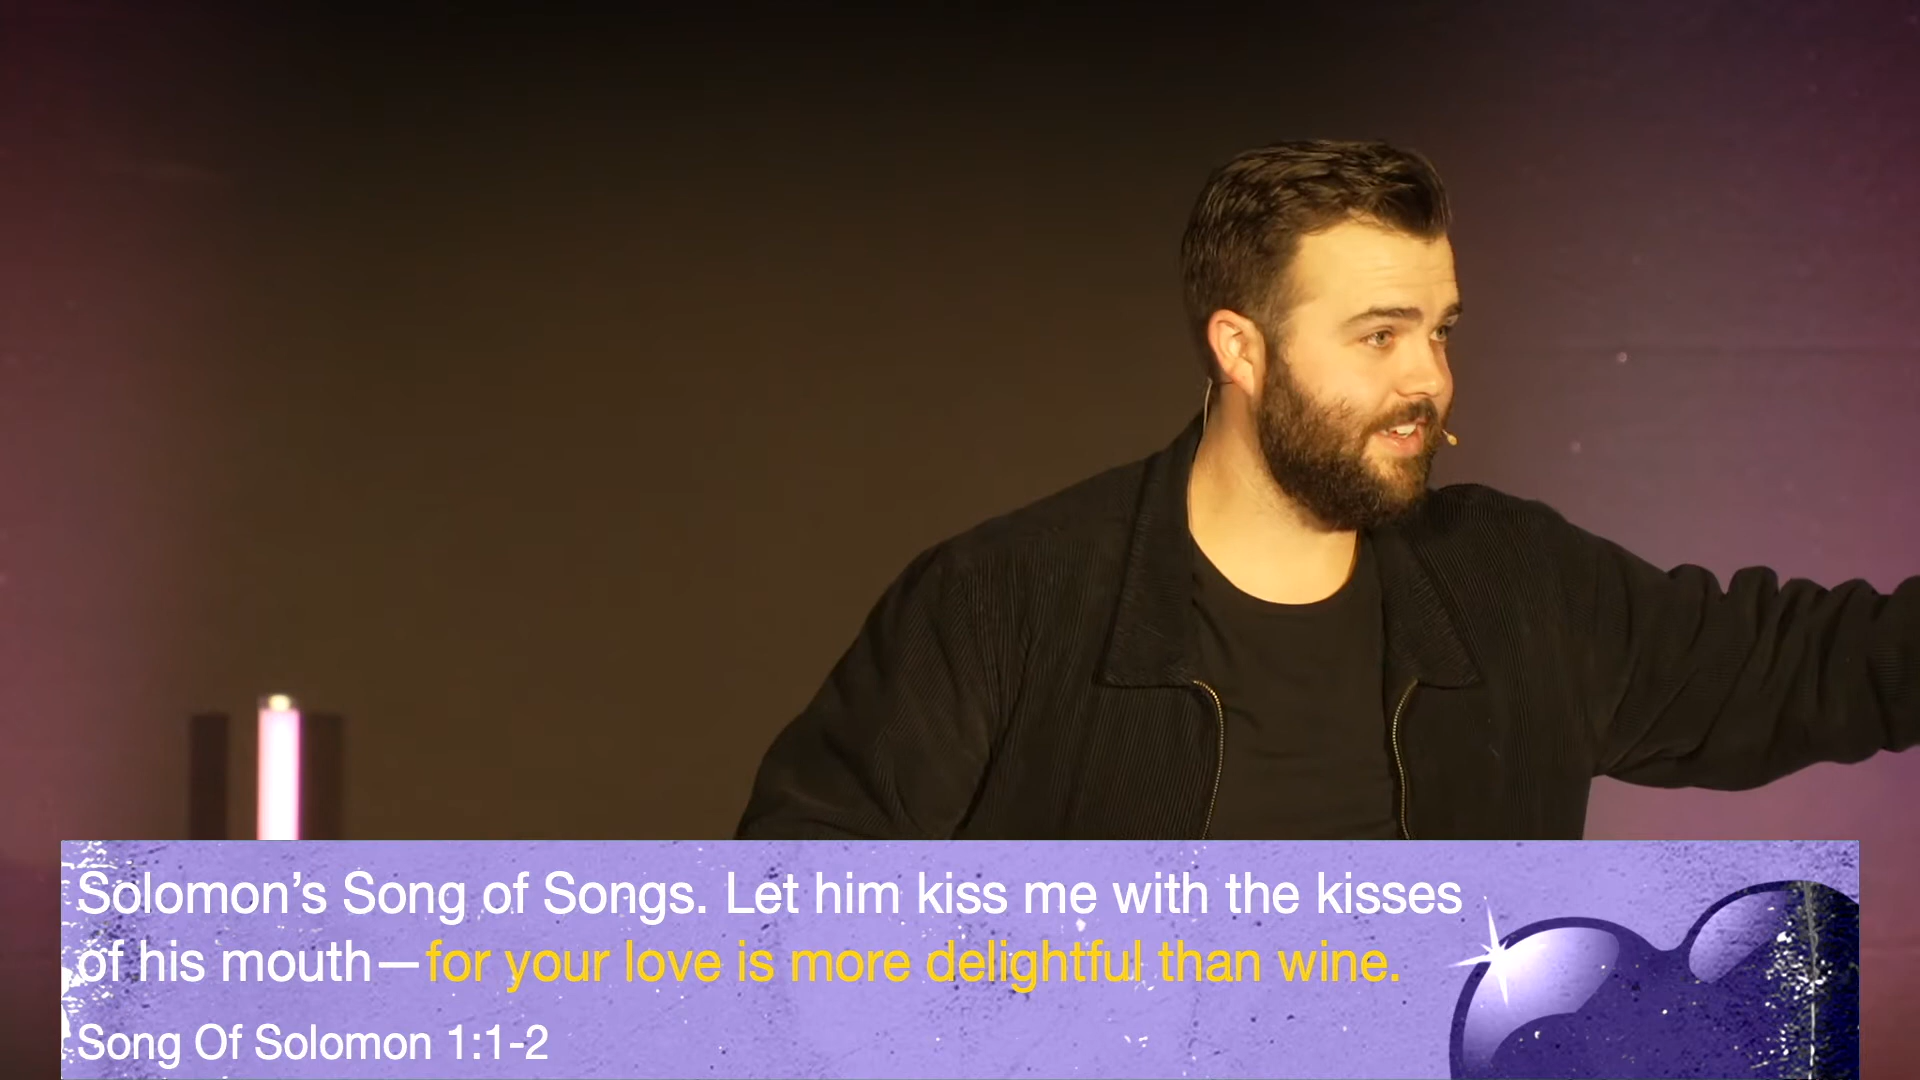 Solomon’s Song of Songs. Let him kiss me with the kisses
of his mouth—for your love is more delightful than wine.
Song Of Solomon 1:1-2